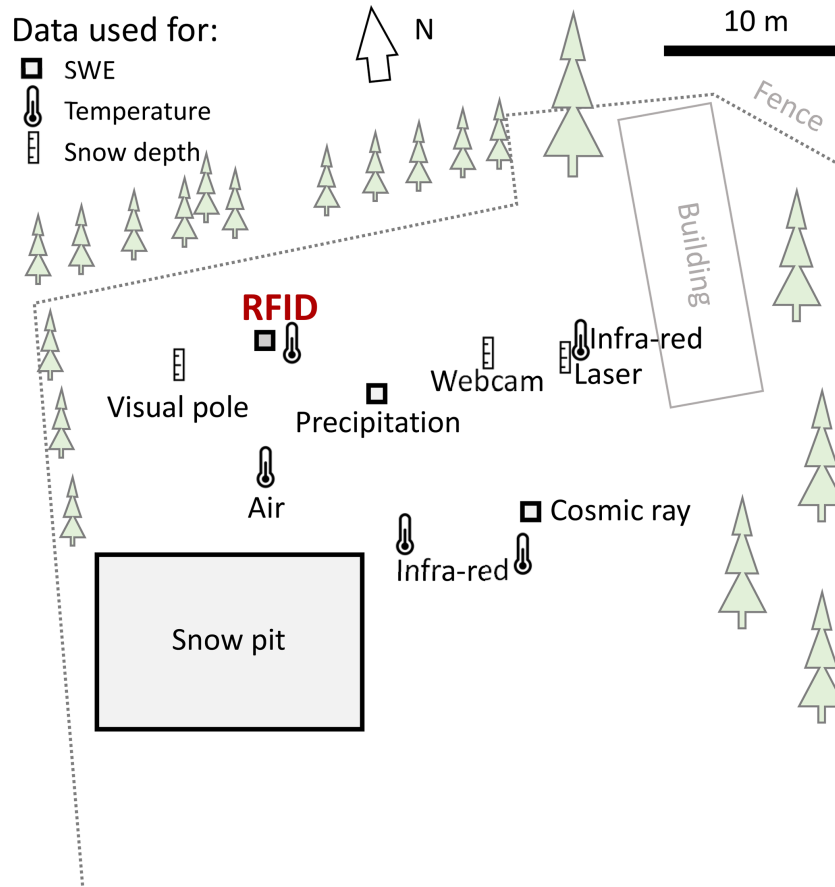 Data used for:
SWE
Temperature
Snow depth
N
10 m
Fence
Building
RFID
Infra-red
Laser
Webcam
Visual pole
Precipitation
Air
Cosmic ray
Infra-red
Snow pit